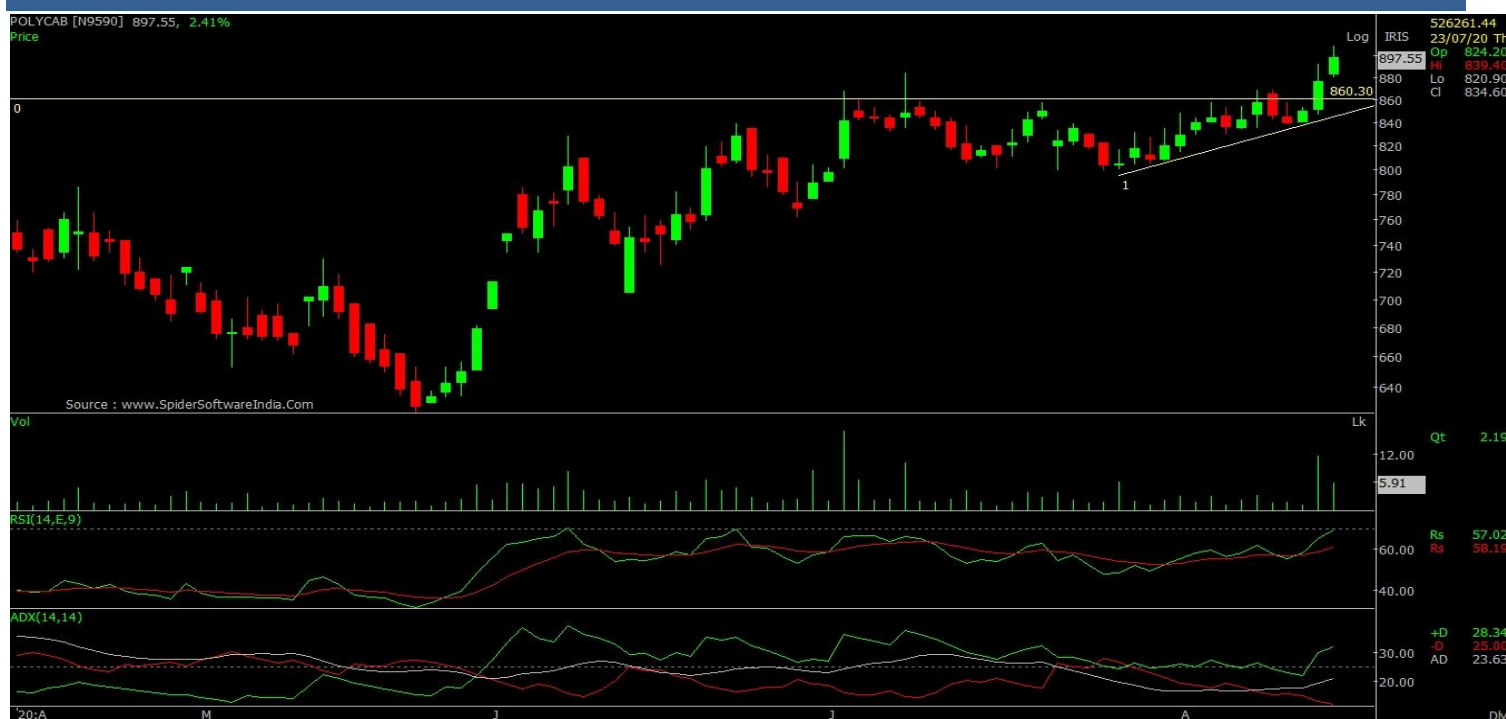 POLYCAB [N9590] 897.55, 2.41%
Price
Log
IRIS
526261.44
23/07/20 Th
Op 824.20
Hi 839.40
Lo 820.90
Cl 834.60
897.55
880
860.30
860
840
820
800
780
760
740
720
700
680
660
640
0
1
Source : www.SpiderSoftwareIndia.Com
Vol
Lk
Qt 2.19
12.00
5.91
RSI(14,E,9)
Rs 57.02
Rs 58.19
60.00
40.00
ADX(14,14)
+D 28.34
-D 25.00
AD 23.63
30.00
20.00
'20:A M J J A Dly